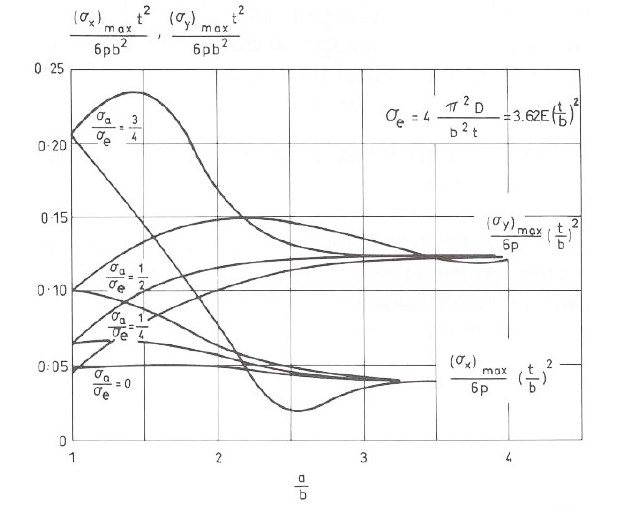 (σx)max t² / 6pb² , (σy)max t² / 6pb²
0·25
σe = 4 π²D / b²t = 3.62E(t/b)²
σa/σe = 3/4
0·20
0·15
(σy)max / 6p (t/b)²
σa/σe = 1/2
0·10
σa/σe = 1/4
0·05
σa/σe = 0
(σx)max / 6p (t/b)²
0
1 2 3 4
a/b